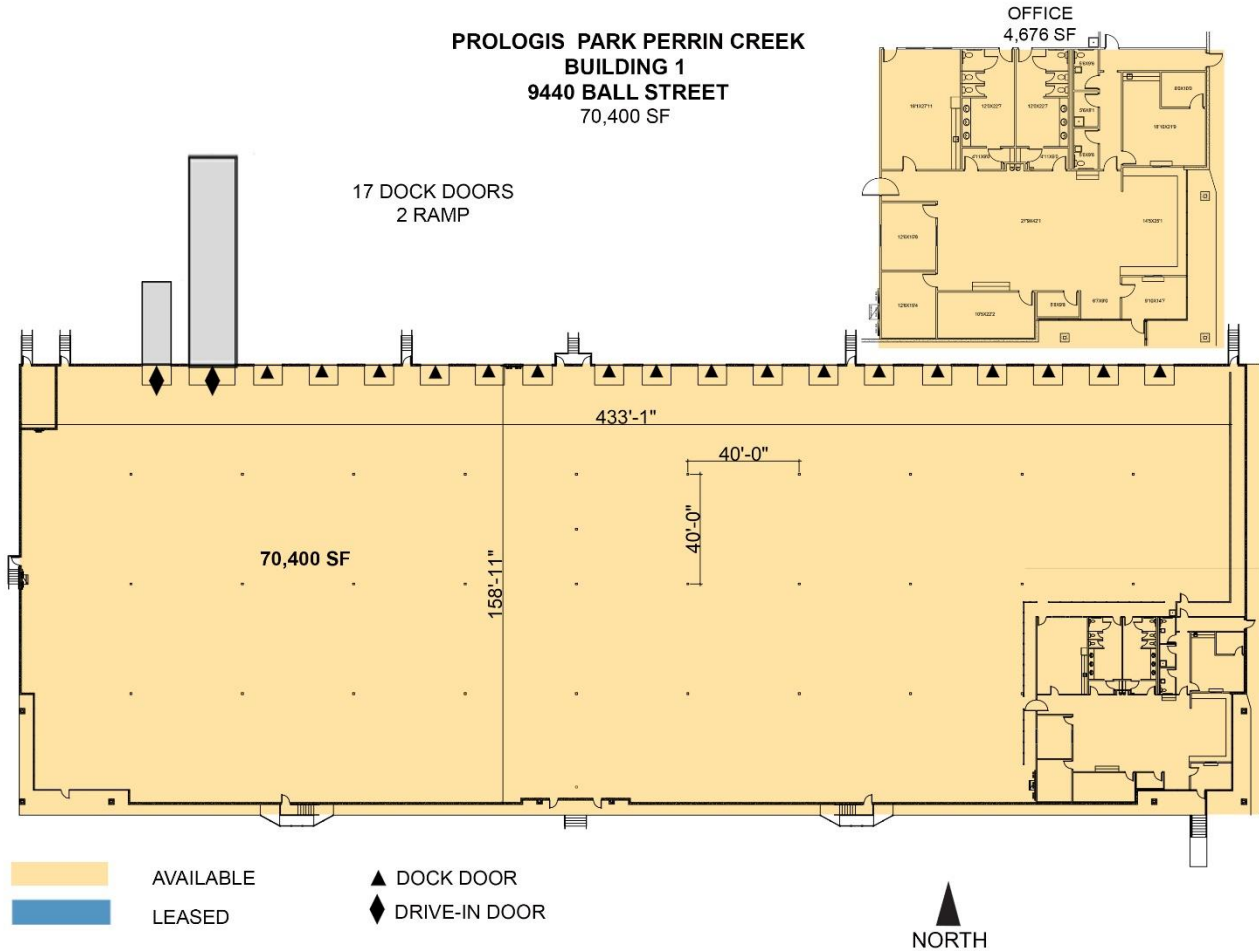 PROLOGIS PARK PERRIN CREEK
BUILDING 1
9440 BALL STREET
70,400 SF
17 DOCK DOORS
2 RAMP
OFFICE
4,676 SF
433'-1"
40'-0"
40'-0"
158'-11"
70,400 SF
AVAILABLE
LEASED
DOCK DOOR
DRIVE-IN DOOR
NORTH